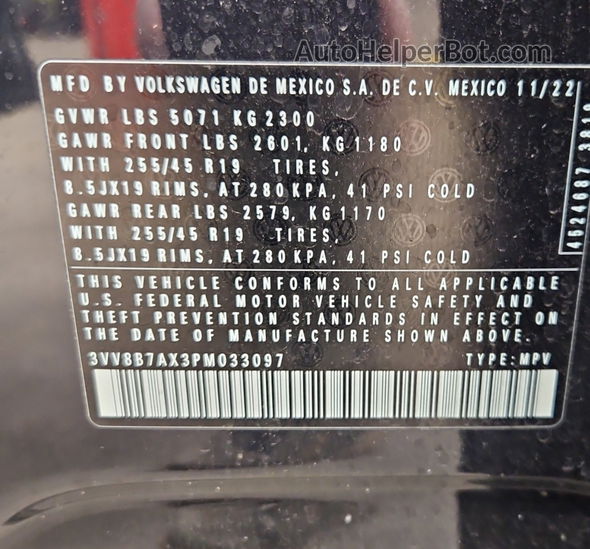 AutoHelperBot.com
MFD BY VOLKSWAGEN DE MEXICO S.A. DE C.V. MEXICO 11/22
GVWR LBS 5071 KG 2300
GAWR FRONT LBS 2601, KG 1180
WITH 255/45 R19 TIRES,
8.5JX19 RIMS, AT 280 KPA, 41 PSI COLD
GAWR REAR LBS 2579, KG 1170
WITH 255/45 R19 TIRES,
8.5JX19 RIMS, AT 280 KPA, 41 PSI COLD
THIS VEHICLE CONFORMS TO ALL APPLICABLE
U.S. FEDERAL MOTOR VEHICLE SAFETY AND
THEFT PREVENTION STANDARDS IN EFFECT ON
THE DATE OF MANUFACTURE SHOWN ABOVE.
3VV8B7AX3PM033097 TYPE: MPV